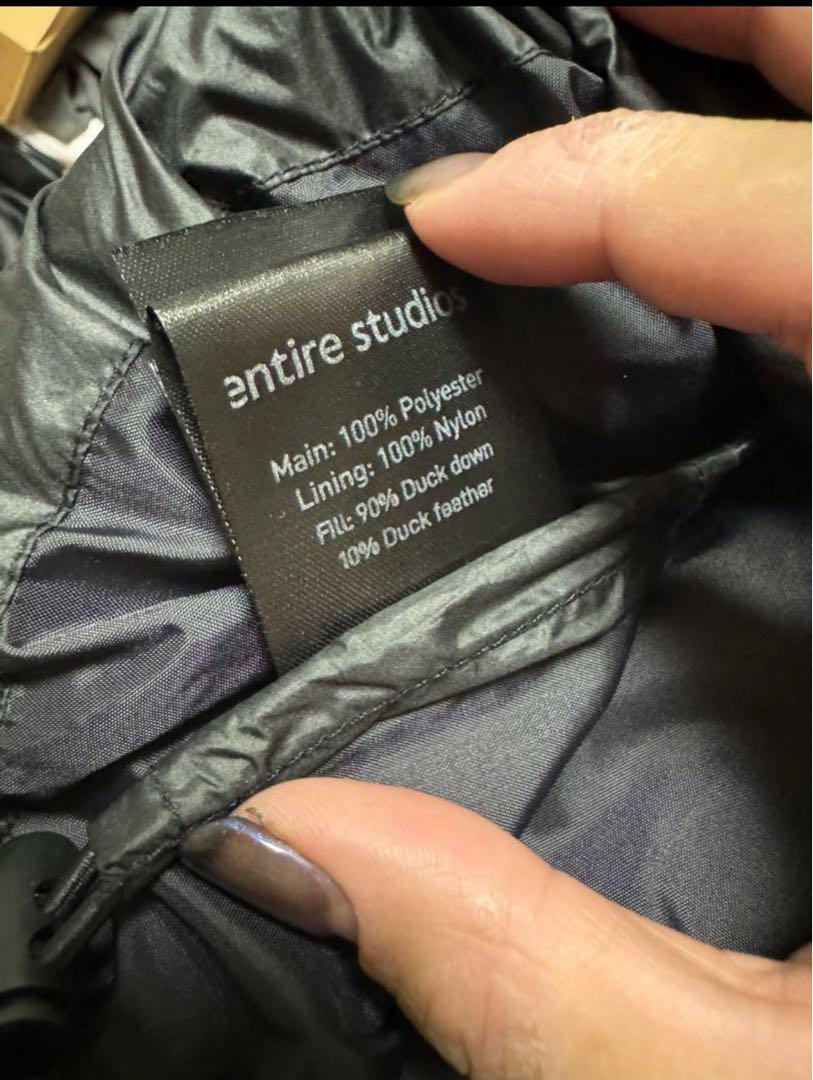 entire studios
Main: 100% Polyester
Lining: 100% Nylon
Fill: 90% Duck down
10% Duck feather